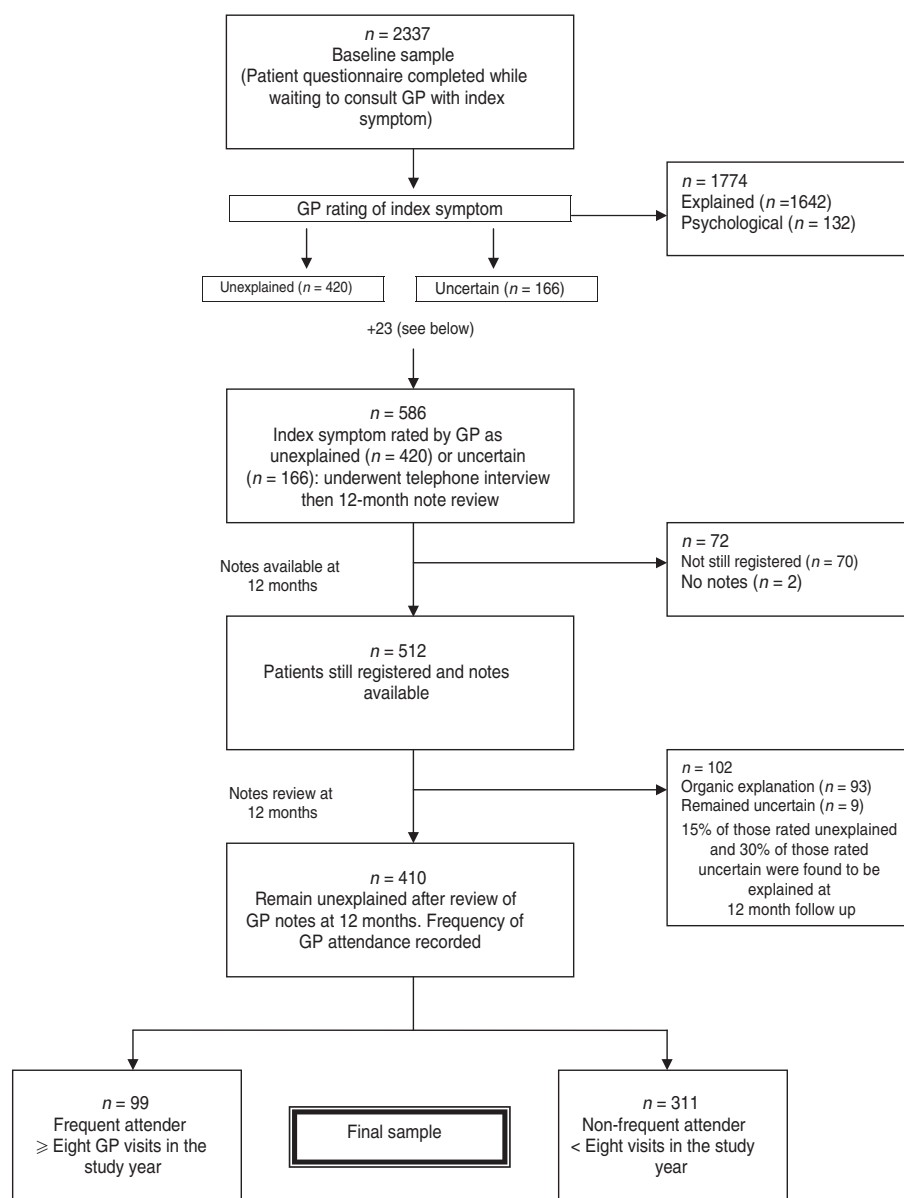 n = 2337
Baseline sample
(Patient questionnaire completed while
waiting to consult GP with index
symptom)
GP rating of index symptom
n = 1774
Explained (n =1642)
Psychological (n = 132)
Unexplained (n = 420)
Uncertain (n = 166)
+23 (see below)
n = 586
Index symptom rated by GP as
unexplained (n = 420) or uncertain
(n = 166): underwent telephone interview
then 12-month note review
Notes available at
12 months
n = 72
Not still registered (n = 70)
No notes (n = 2)
n = 512
Patients still registered and notes
available
Notes review at
12 months
n = 102
Organic explanation (n = 93)
Remained uncertain (n = 9)
15% of those rated unexplained
and 30% of those rated
uncertain were found to be
explained at
12 month follow up
n = 410
Remain unexplained after review of
GP notes at 12 months. Frequency of
GP attendance recorded
n = 99
Frequent attender
⩾ Eight GP visits in the
study year
Final sample
n = 311
Non-frequent attender
< Eight visits in the study
year